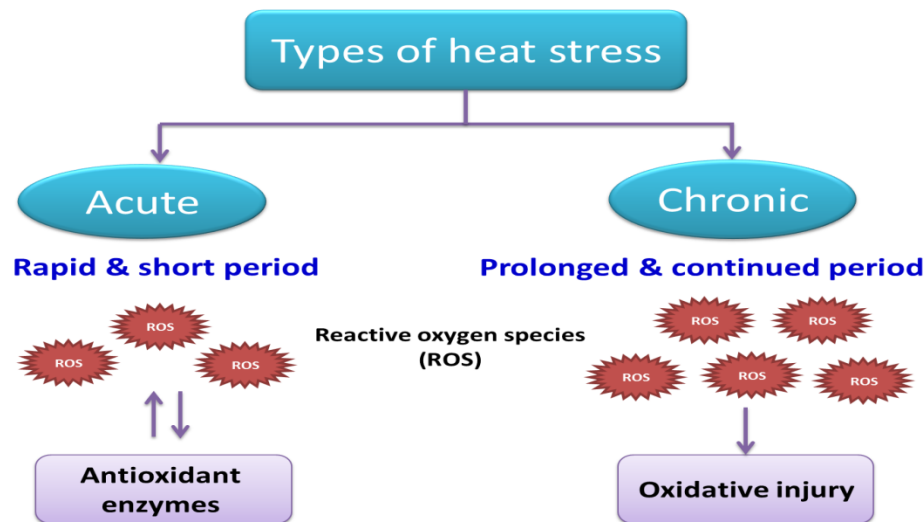 Types of heat stress
Acute
Chronic
Rapid & short period
Prolonged & continued period
ROS
ROS
ROS
Reactive oxygen species
(ROS)
ROS
ROS
ROS
ROS
ROS
Antioxidant
enzymes
Oxidative injury